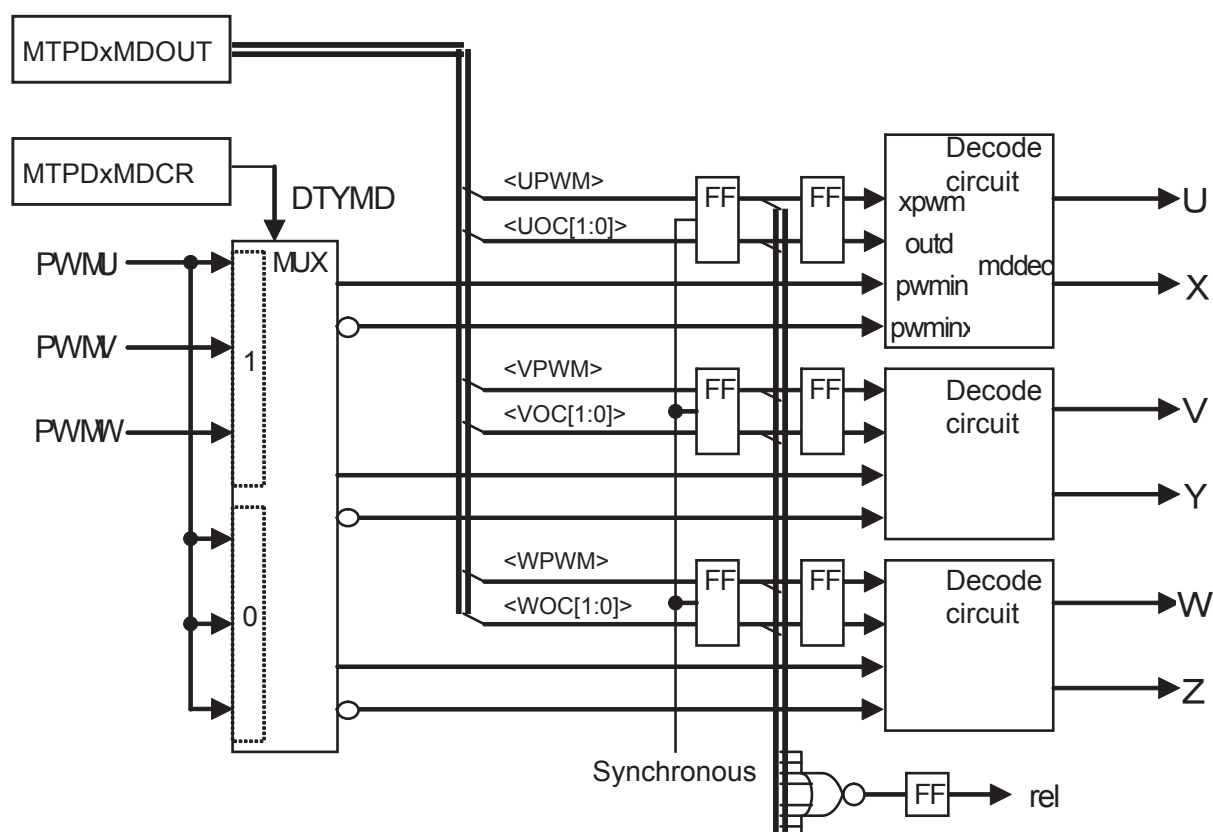 MTPDxMDOUT
MTPDxMDCR
DTYMD
PWMU
PWMV
PWMW
MUX
1
0
<UPWM>
<UOC[1:0]>
FF
FF
Decode
circuit
xpwm
outd
mddec
pwmin
pwminx
U
X
<VPWM>
<VOC[1:0]>
FF
FF
Decode
circuit
V
Y
<WPWM>
<WOC[1:0]>
FF
FF
Decode
circuit
W
Z
Synchronous
FF
rel